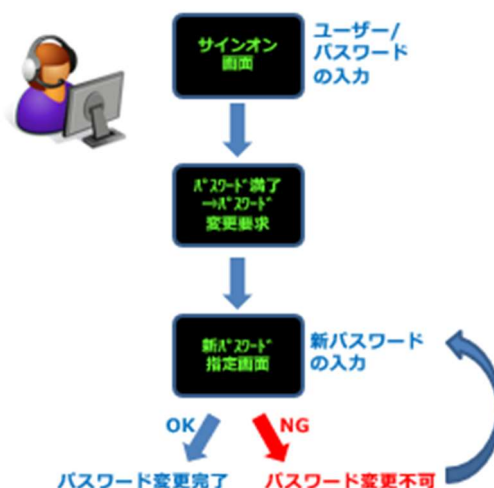 サインオン
画面
ユーザー/
パスワード
の入力
ﾊﾟｽﾜｰﾄﾞ満了
→ﾊﾟｽﾜｰﾄﾞ
変更要求
新ﾊﾟｽﾜｰﾄﾞ
指定画面
新パスワード
の入力
OK
NG
パスワード変更完了
パスワード変更不可